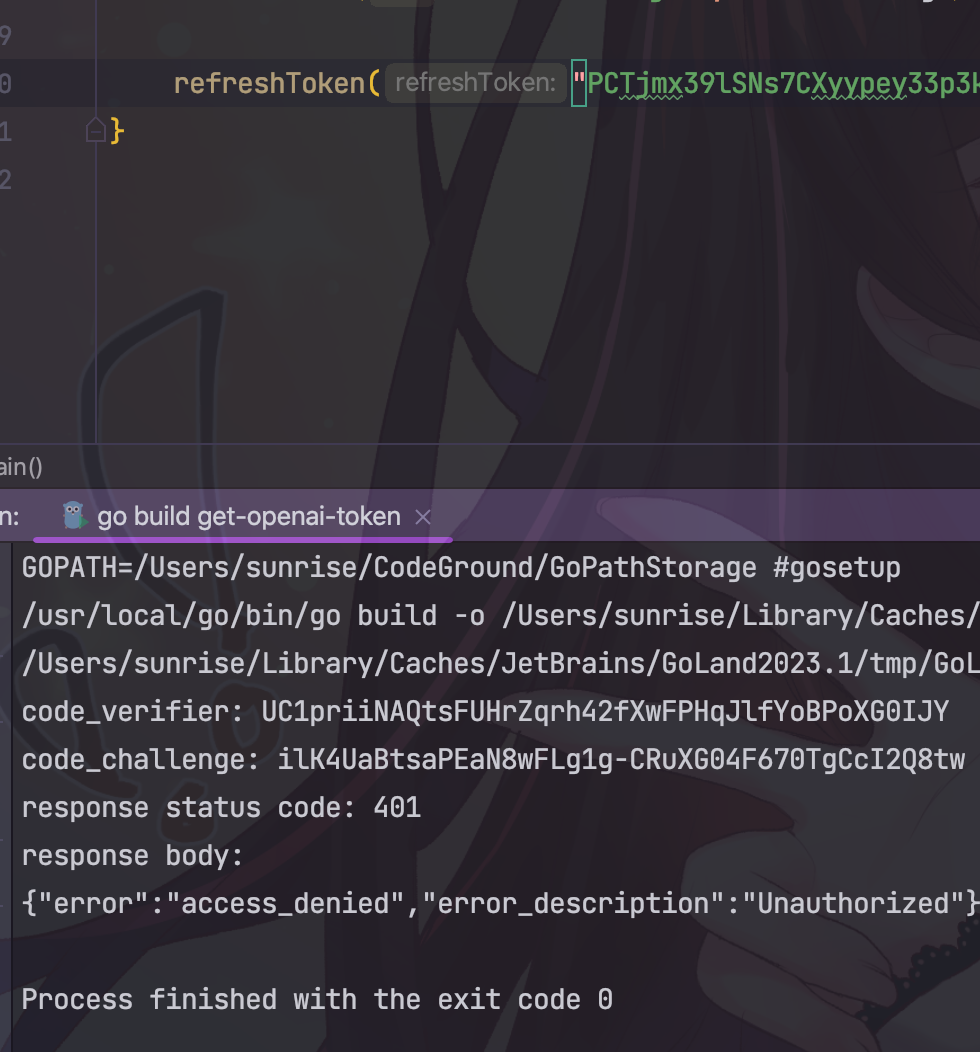 9
0 refreshToken( refreshToken: "PCTjmx39lSNs7CXyypey33p3k
1 }
2
ain()
n: go build get-openai-token ×
GOPATH=/Users/sunrise/CodeGround/GoPathStorage #gosetup
/usr/local/go/bin/go build -o /Users/sunrise/Library/Caches/
/Users/sunrise/Library/Caches/JetBrains/GoLand2023.1/tmp/GoL
code_verifier: UC1priiNAQtsFUHrZqrh42fXwFPHqJlfYoBPoXG0IJY
code_challenge: ilK4UaBtsaPEaN8wFLg1g-CRuXG04F670TgCcI2Q8tw
response status code: 401
response body:
{"error":"access_denied","error_description":"Unauthorized"}
Process finished with the exit code 0